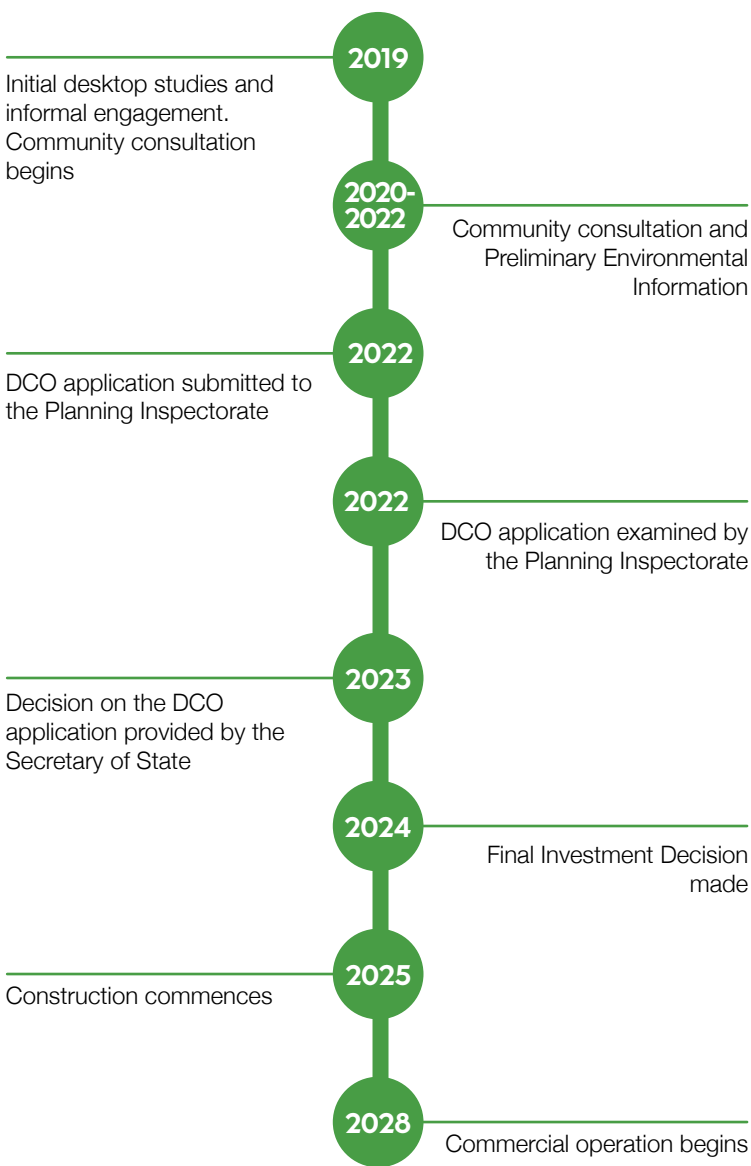 2019
Initial desktop studies and
informal engagement.
Community consultation
begins
2020-
2022
Community consultation and
Preliminary Environmental
Information
2022
DCO application submitted to
the Planning Inspectorate
2022
DCO application examined by
the Planning Inspectorate
2023
Decision on the DCO
application provided by the
Secretary of State
2024
Final Investment Decision
made
2025
Construction commences
2028
Commercial operation begins